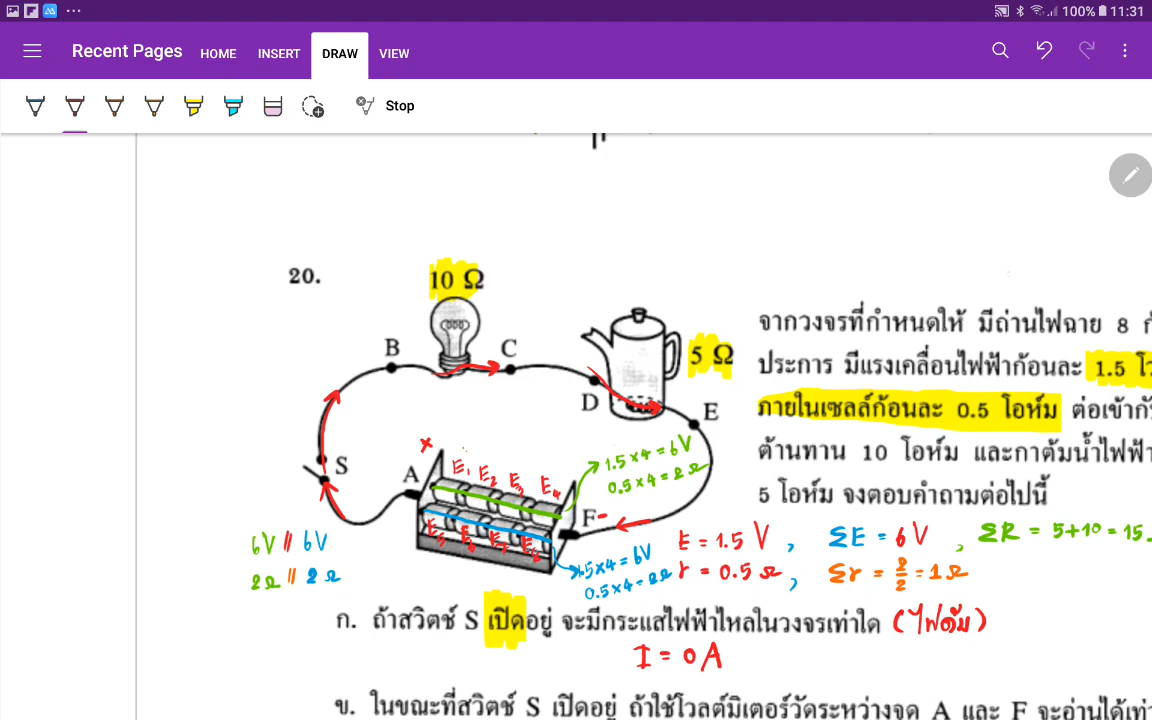 100% 11:31
Recent Pages HOME INSERT DRAW VIEW
Stop
20.
10 Ω
B
C
5 Ω
D
E
S
A
F
+
-
E₁ E₂ E₃ E₄
E₅ E₆ E₇ E₈
1.5×4=6V
0.5×4=2Ω
1.5×4=6V
0.5×4=2Ω
6V || 6V
2Ω || 2Ω
จากวงจรที่กำหนดให้ มีถ่านไฟฉาย 8
ประการ มีแรงเคลื่อนไฟฟ้าก้อนละ 1.5
ภายในเซลล์ก้อนละ 0.5 โอห์ม ต่อเข้ากั
ต้านทาน 10 โอห์ม และกาต้มน้ำไฟฟ้า
5 โอห์ม จงตอบคำถามต่อไปนี้
E = 1.5 V , ΣE = 6V , ΣR = 5+10 = 15
r = 0.5 Ω , Σr = 2/2 = 1Ω
ก. ถ้าสวิตช์ S เปิดอยู่ จะมีกระแสไฟฟ้าไหลในวงจรเท่าใด (ไฟดับ)
I = 0 A
ข. ในขณะที่สวิตช์ S เปิดอยู่ ถ้าใช้โวลต์มิเตอร์วัดระหว่างจุด A และ F จะอ่านได้เท่า